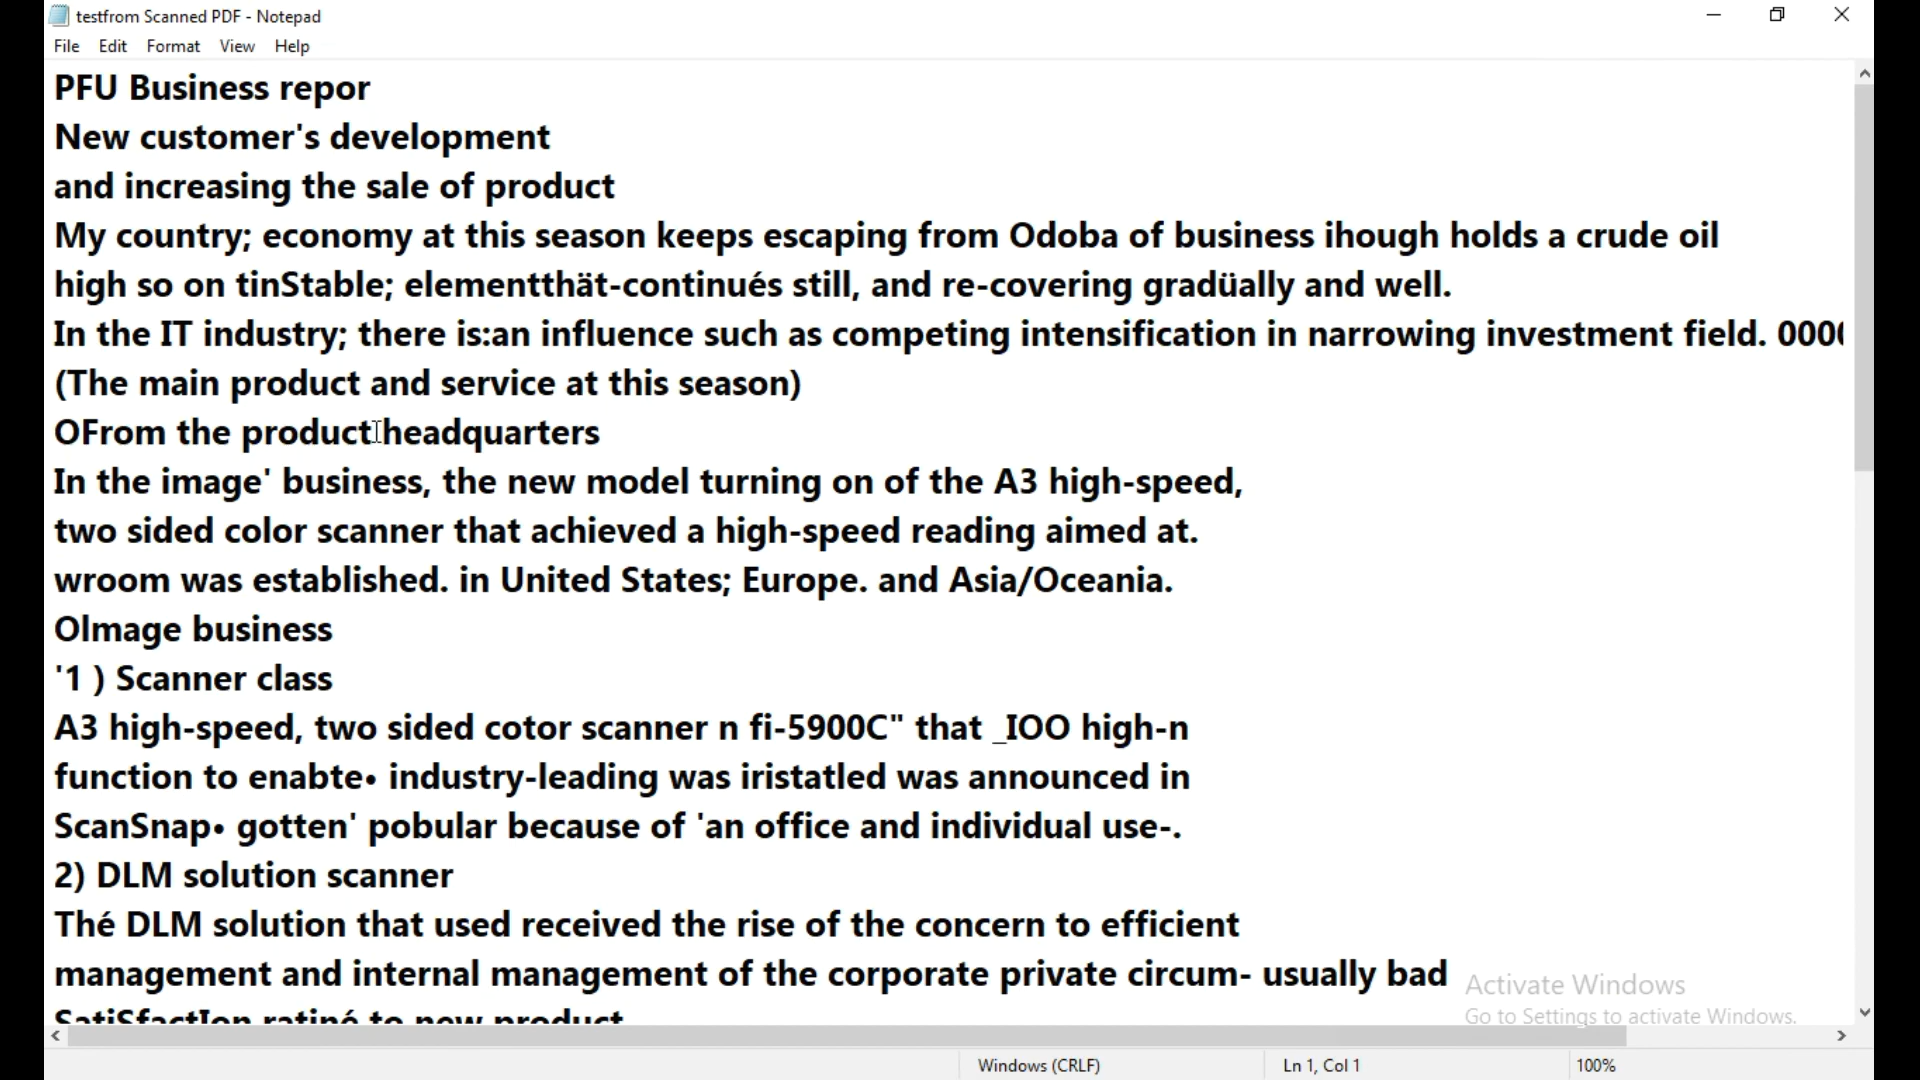 testfrom Scanned PDF - Notepad
File Edit Format View Help
PFU Business repor
New customer's development
and increasing the sale of product
My country; economy at this season keeps escaping from Odoba of business ihough holds a crude oil
high so on tinStable; elementthät-continués still, and re-covering gradüally and well.
In the IT industry; there is:an influence such as competing intensification in narrowing investment field. 000
(The main product and service at this season)
OFrom the product headquarters
In the image' business, the new model turning on of the A3 high-speed,
two sided color scanner that achieved a high-speed reading aimed at.
wroom was established. in United States; Europe. and Asia/Oceania.
Olmage business
'1 ) Scanner class
A3 high-speed, two sided cotor scanner n fi-5900C" that _IOO high-n
function to enabte• industry-leading was iristatled was announced in
ScanSnap• gotten' pobular because of 'an office and individual use-.
2) DLM solution scanner
Thé DLM solution that used received the rise of the concern to efficient
management and internal management of the corporate private circum- usually bad
SatiSfactIon ratiné to new product
Activate Windows
Go to Settings to activate Windows.
Windows (CRLF) Ln 1, Col 1 100%